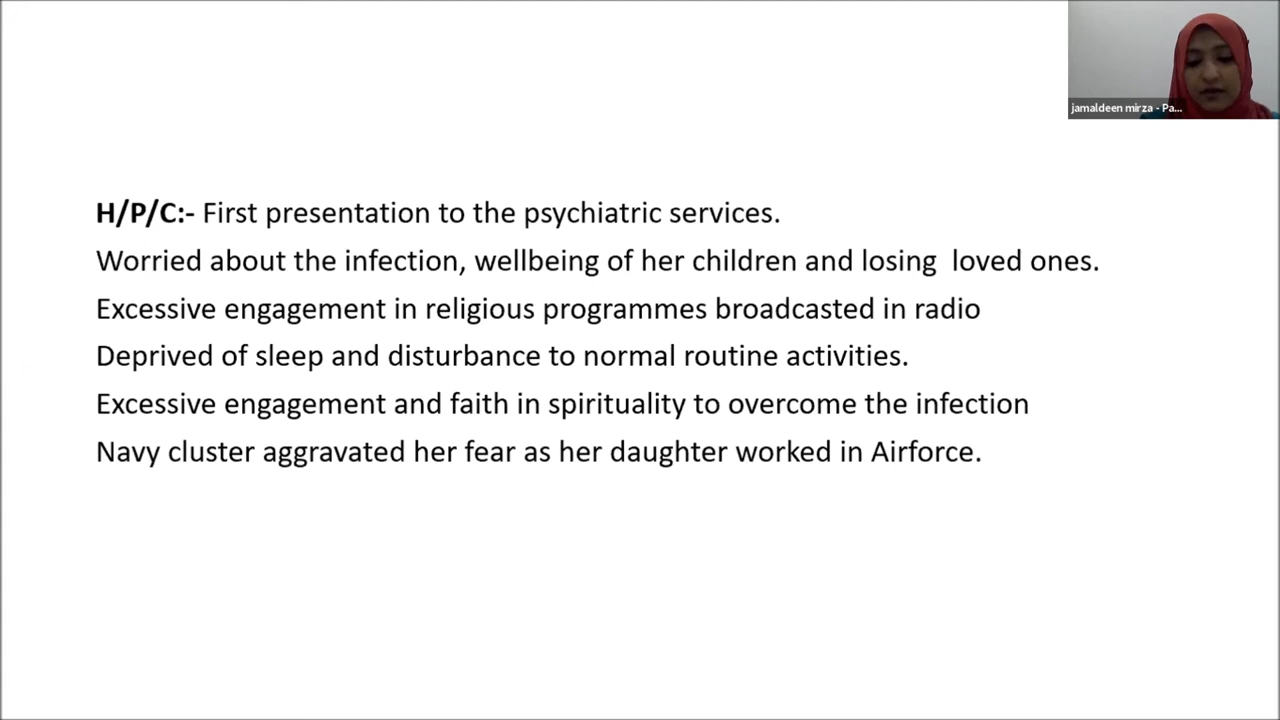 jamaldeen mirza - Pa...
H/P/C:- First presentation to the psychiatric services.
Worried about the infection, wellbeing of her children and losing  loved ones.
Excessive engagement in religious programmes broadcasted in radio
Deprived of sleep and disturbance to normal routine activities.
Excessive engagement and faith in spirituality to overcome the infection
Navy cluster aggravated her fear as her daughter worked in Airforce.